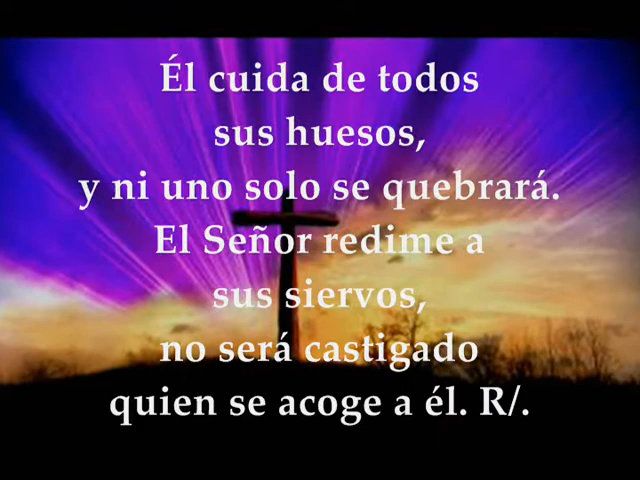 Él cuida de todos
sus huesos,
y ni uno solo se quebrará.
El Señor redime a
sus siervos,
no será castigado
quien se acoge a él. R/.